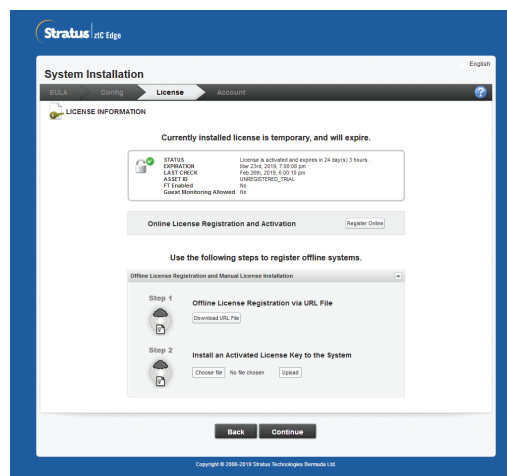 Stratus ztC Edge
English
System Installation
EULA Config License Account
?
LICENSE INFORMATION
Currently installed license is temporary, and will expire.
STATUS License is activated and expires in 24 day(s) 3 hours .
EXPIRATION Mar 23rd, 2019, 7:00:08 pm
LAST CHECK Feb 28th, 2019, 6:00:10 pm
ASSET ID UNREGISTERED_TRIAL
FT Enabled No
Guest Monitoring Allowed No
Online License Registration and Activation Register Online
Use the following steps to register offline systems.
Offline License Registration and Manual License Installation
Step 1
Offline License Registration via URL File
Download URL File
Step 2
Install an Activated License Key to the System
Choose file No file chosen Upload
Back Continue
Copyright © 2006-2019 Stratus Technologies Bermuda Ltd.